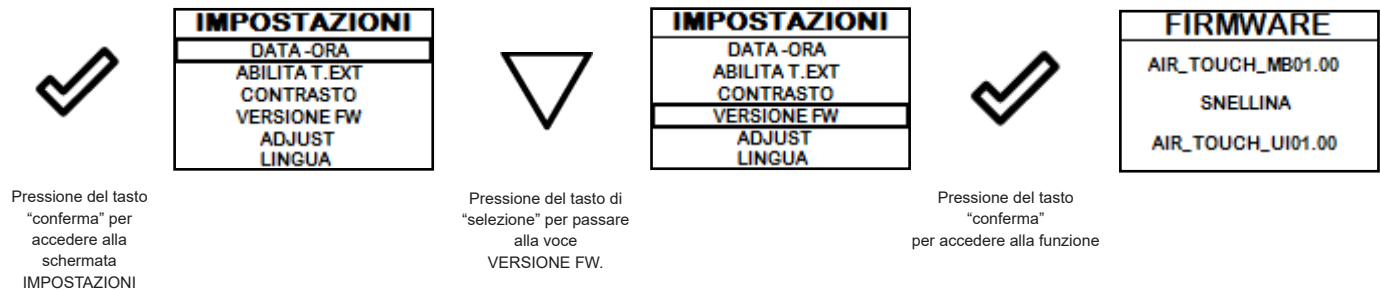 IMPOSTAZIONI
DATA-ORA
ABILITA T.EXT
CONTRASTO
VERSIONE FW
ADJUST
LINGUA
Pressione del tasto
“conferma” per
accedere alla
schermata
IMPOSTAZIONI
Pressione del tasto di
“selezione” per passare
alla voce
VERSIONE FW.
IMPOSTAZIONI
DATA-ORA
ABILITA T.EXT
CONTRASTO
VERSIONE FW
ADJUST
LINGUA
Pressione del tasto
“conferma”
per accedere alla funzione
FIRMWARE
AIR_TOUCH_MB01.00
SNELLINA
AIR_TOUCH_UI01.00